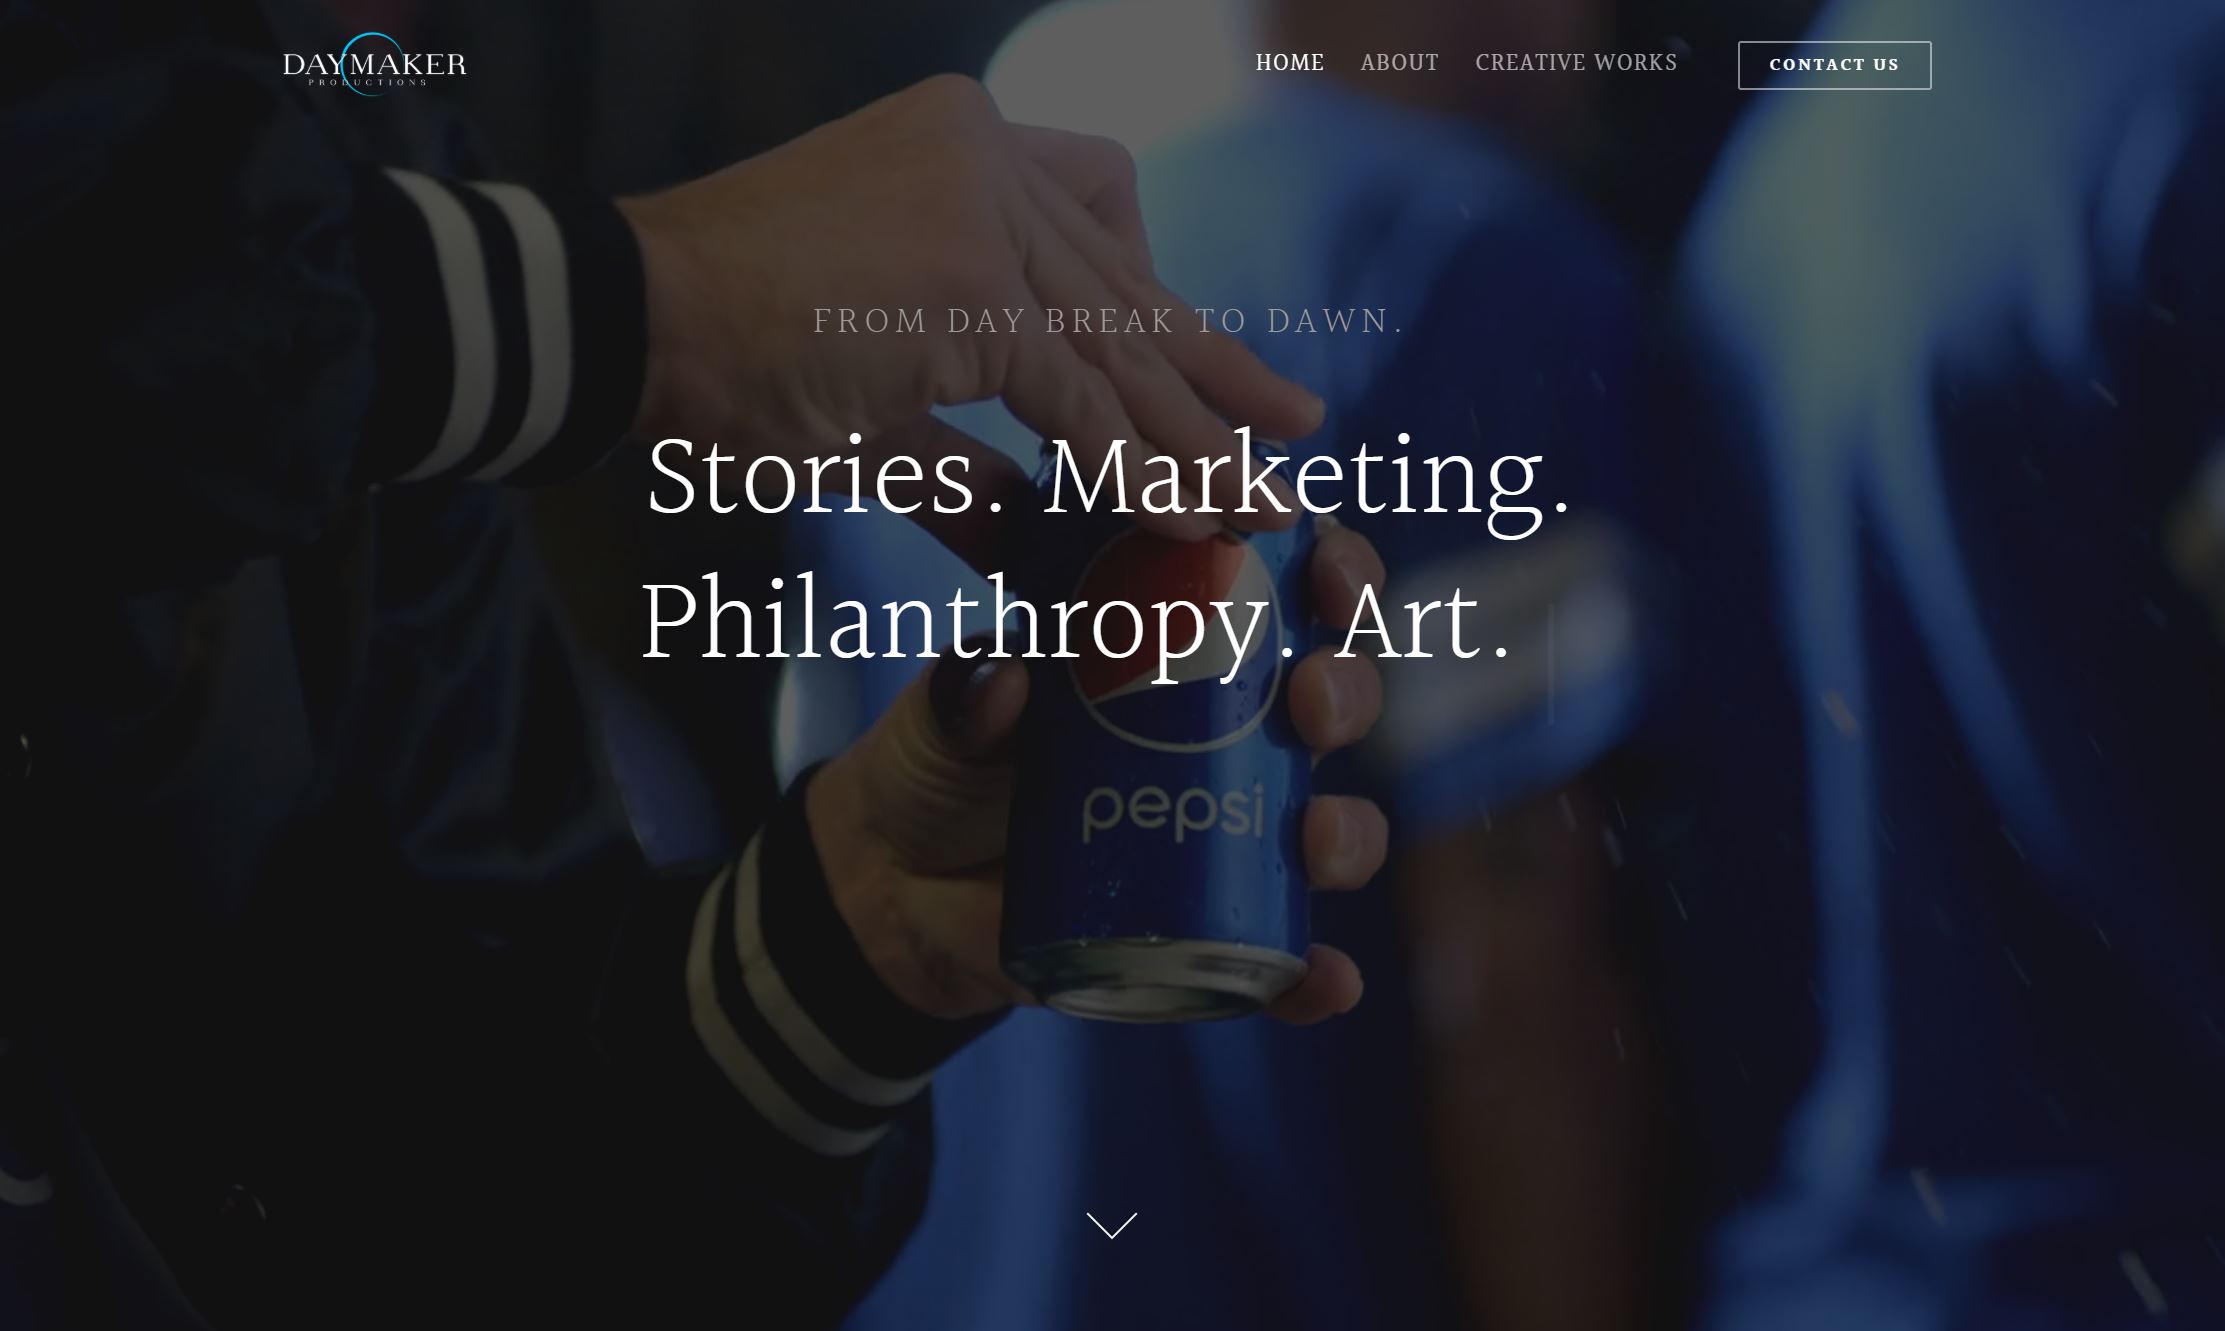 DAYMAKER
PRODUCTIONS
HOME ABOUT CREATIVE WORKS CONTACT US
FROM DAY BREAK TO DAWN.
Stories. Marketing.
Philanthropy. Art.
pepsi